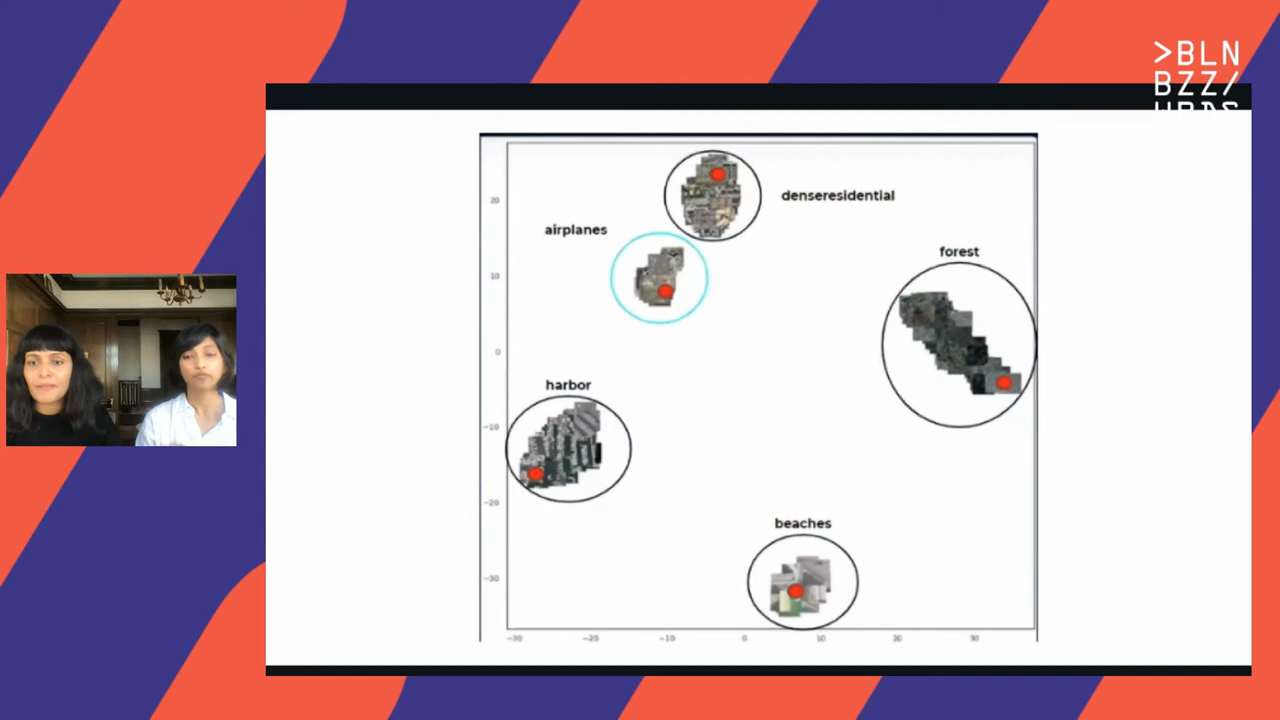 >BLN
BZZ/
denseresidential
airplanes
forest
harbor
beaches
20
10
0
-10
-20
-30
-30
-20
-10
0
10
20
30